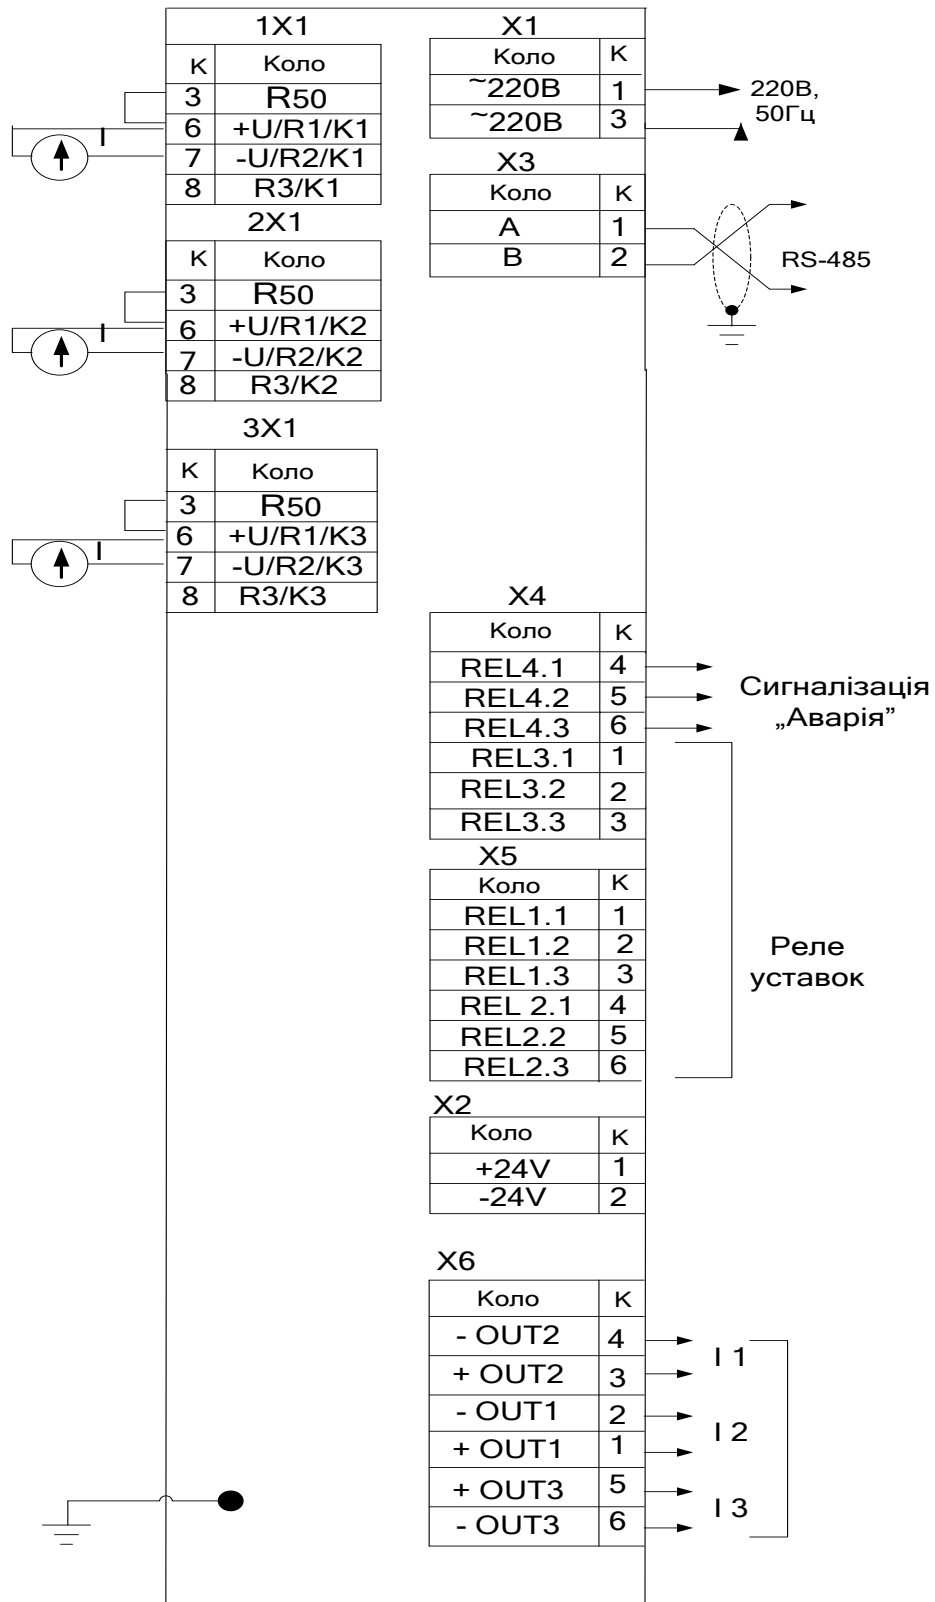 1X1
К Коло
3 R50
6 +U/R1/K1
7 -U/R2/K1
8 R3/K1
I
2X1
К Коло
3 R50
6 +U/R1/K2
7 -U/R2/K2
8 R3/K2
I
3X1
К Коло
3 R50
6 +U/R1/K3
7 -U/R2/K3
8 R3/K3
I
X1
Коло К
~220В 1
~220В 3
220В,
50Гц
X3
Коло К
A 1
B 2
RS-485
X4
Коло К
REL4.1 4
REL4.2 5
REL4.3 6
REL3.1 1
REL3.2 2
REL3.3 3
Сигналізація
„Аварія”
X5
Коло К
REL1.1 1
REL1.2 2
REL1.3 3
REL 2.1 4
REL2.2 5
REL2.3 6
Реле
уставок
X2
Коло К
+24V 1
-24V 2
X6
Коло К
- OUT2 4
+ OUT2 3
- OUT1 2
+ OUT1 1
+ OUT3 5
- OUT3 6
I 1
I 2
I 3